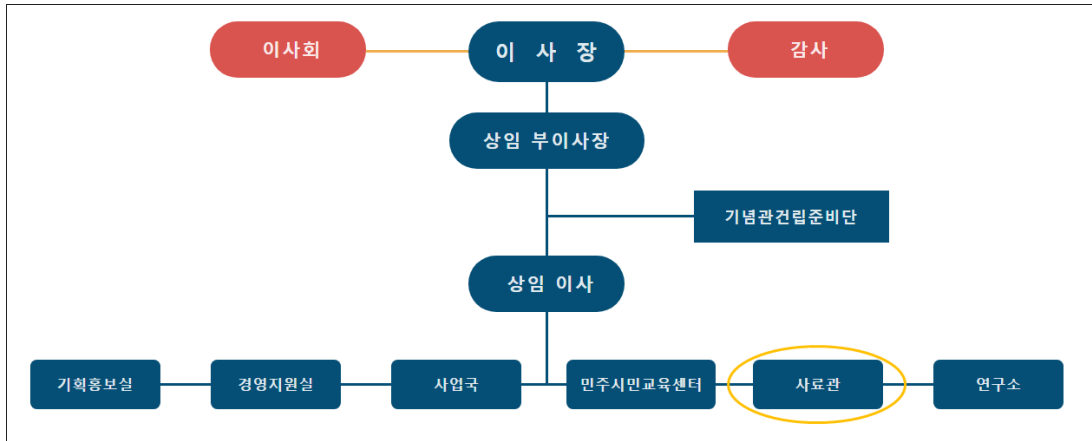 이사회
이 사 장
감사
상임 부이사장
기념관건립준비단
상임 이사
기획홍보실
경영지원실
사업국
민주시민교육센터
사료관
연구소